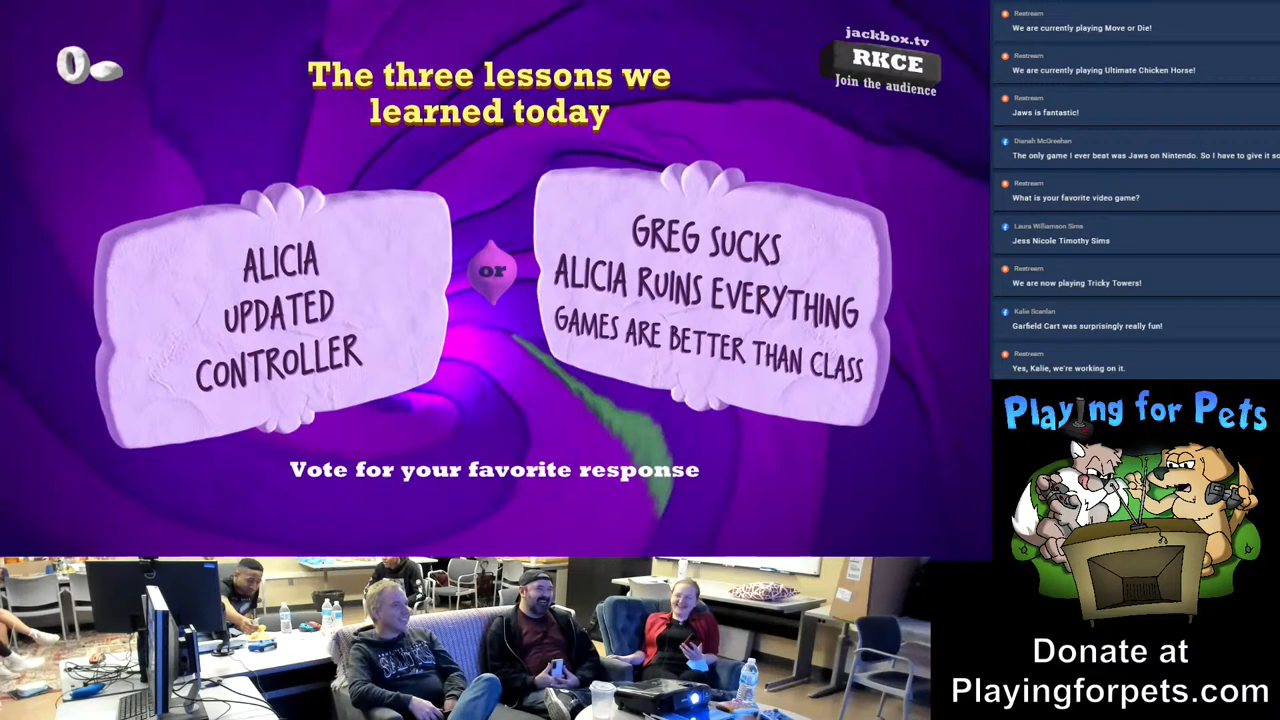 0
jackbox.tv
RKCE
Join the audience
The three lessons we
learned today
ALICIA
UPDATED
CONTROLLER
or
GREG SUCKS
ALICIA RUINS EVERYTHING
GAMES ARE BETTER THAN CLASS
Vote for your favorite response
Restream
We are currently playing Move or Die!
Restream
We are currently playing Ultimate Chicken Horse!
Restream
Jaws is fantastic!
Dianah McGreehan
The only game I ever beat was Jaws on Nintendo. So I have to give it
Restream
What is your favorite video game?
Laura Williamson Sims
Jess Nicole Timothy Sims
Restream
We are now playing Tricky Towers!
Kalie Scanlan
Garfield Cart was surprisingly really fun!
Restream
Yes, Kalie, we're working on it.
Playing for Pets
Donate at
Playingforpets.com